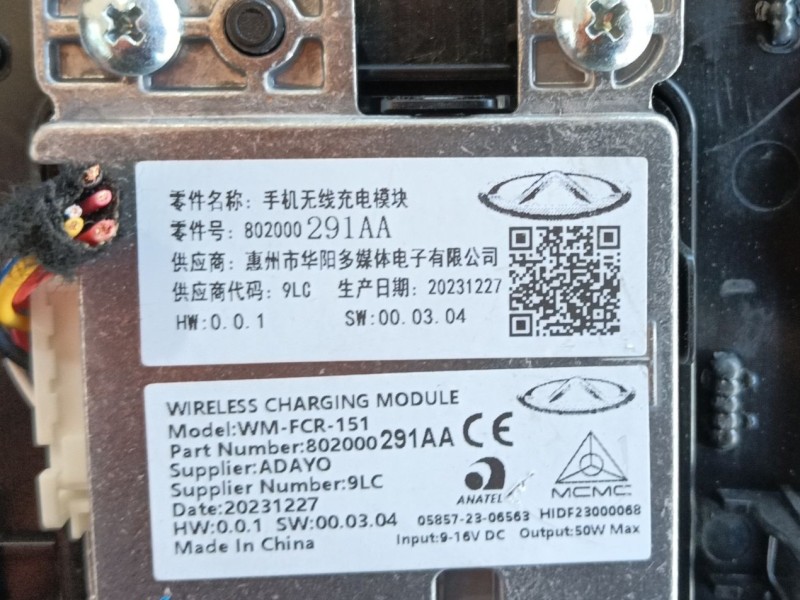 零件名称: 手机无线充电模块
零件号: 802000291AA
供应商: 惠州市华阳多媒体电子有限公司
供应商代码: 9LC 生产日期: 20231227
HW:0.0.1 SW:00.03.04
WIRELESS CHARGING MODULE
Model:WM-FCR-151
Part Number:802000291AA CE
Supplier:ADAYO
Supplier Number:9LC
ANATEL MCMC
Date:20231227
HW:0.0.1 SW:00.03.04 05857-23-06563 HIDF23000068
Made In China Input:9-16V DC Output:50W Max